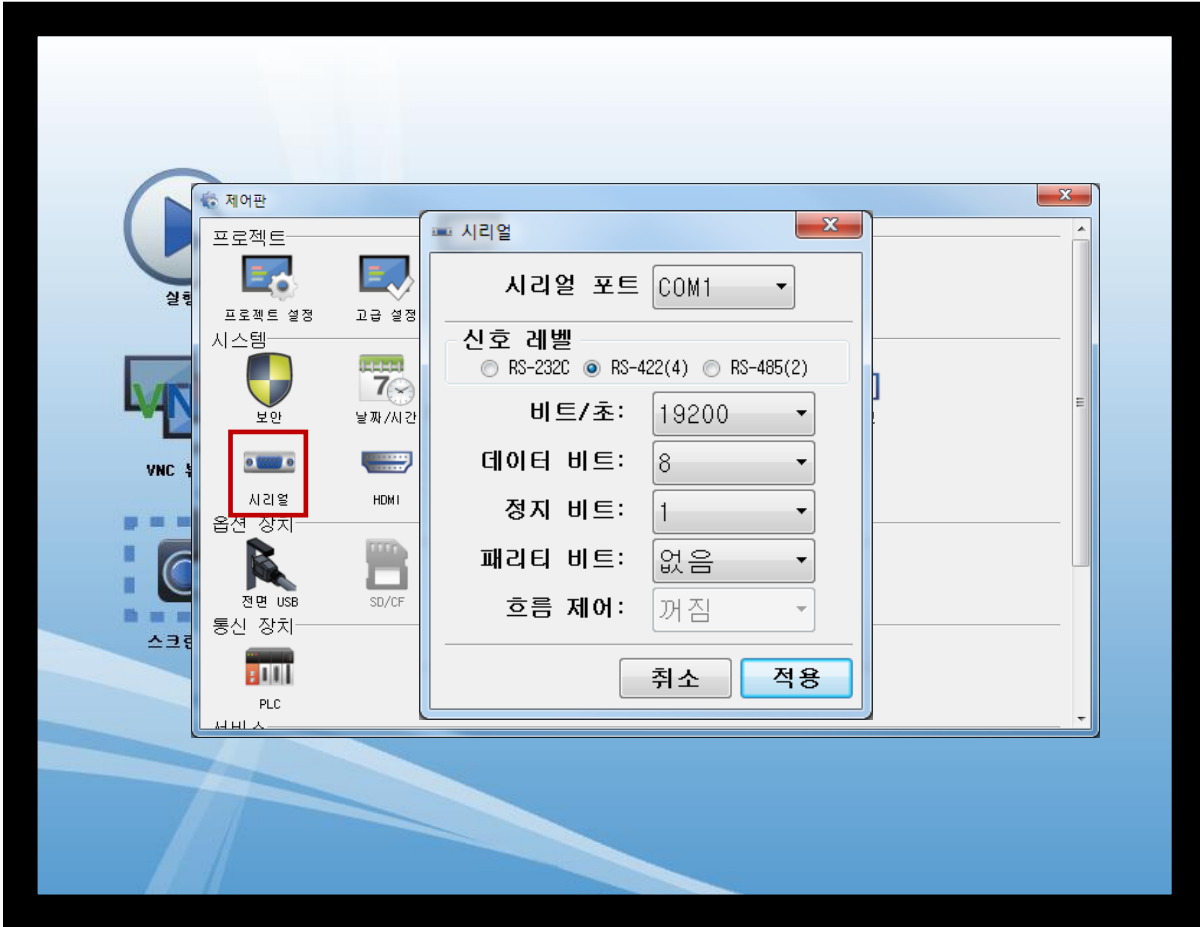 제어판
프로젝트
프로젝트 설정
고급 설정
시스템
보안
날짜/시간
7
시리얼
HDMI
옵션 장치
전면 USB
SD/CF
통신 장치
PLC
서비스
VNC
시리얼
시리얼 포트 COM1
신호 레벨
RS-232C RS-422(4) RS-485(2)
비트/초: 19200
데이터 비트: 8
정지 비트: 1
패리티 비트: 없음
흐름 제어: 꺼짐
취소 적용